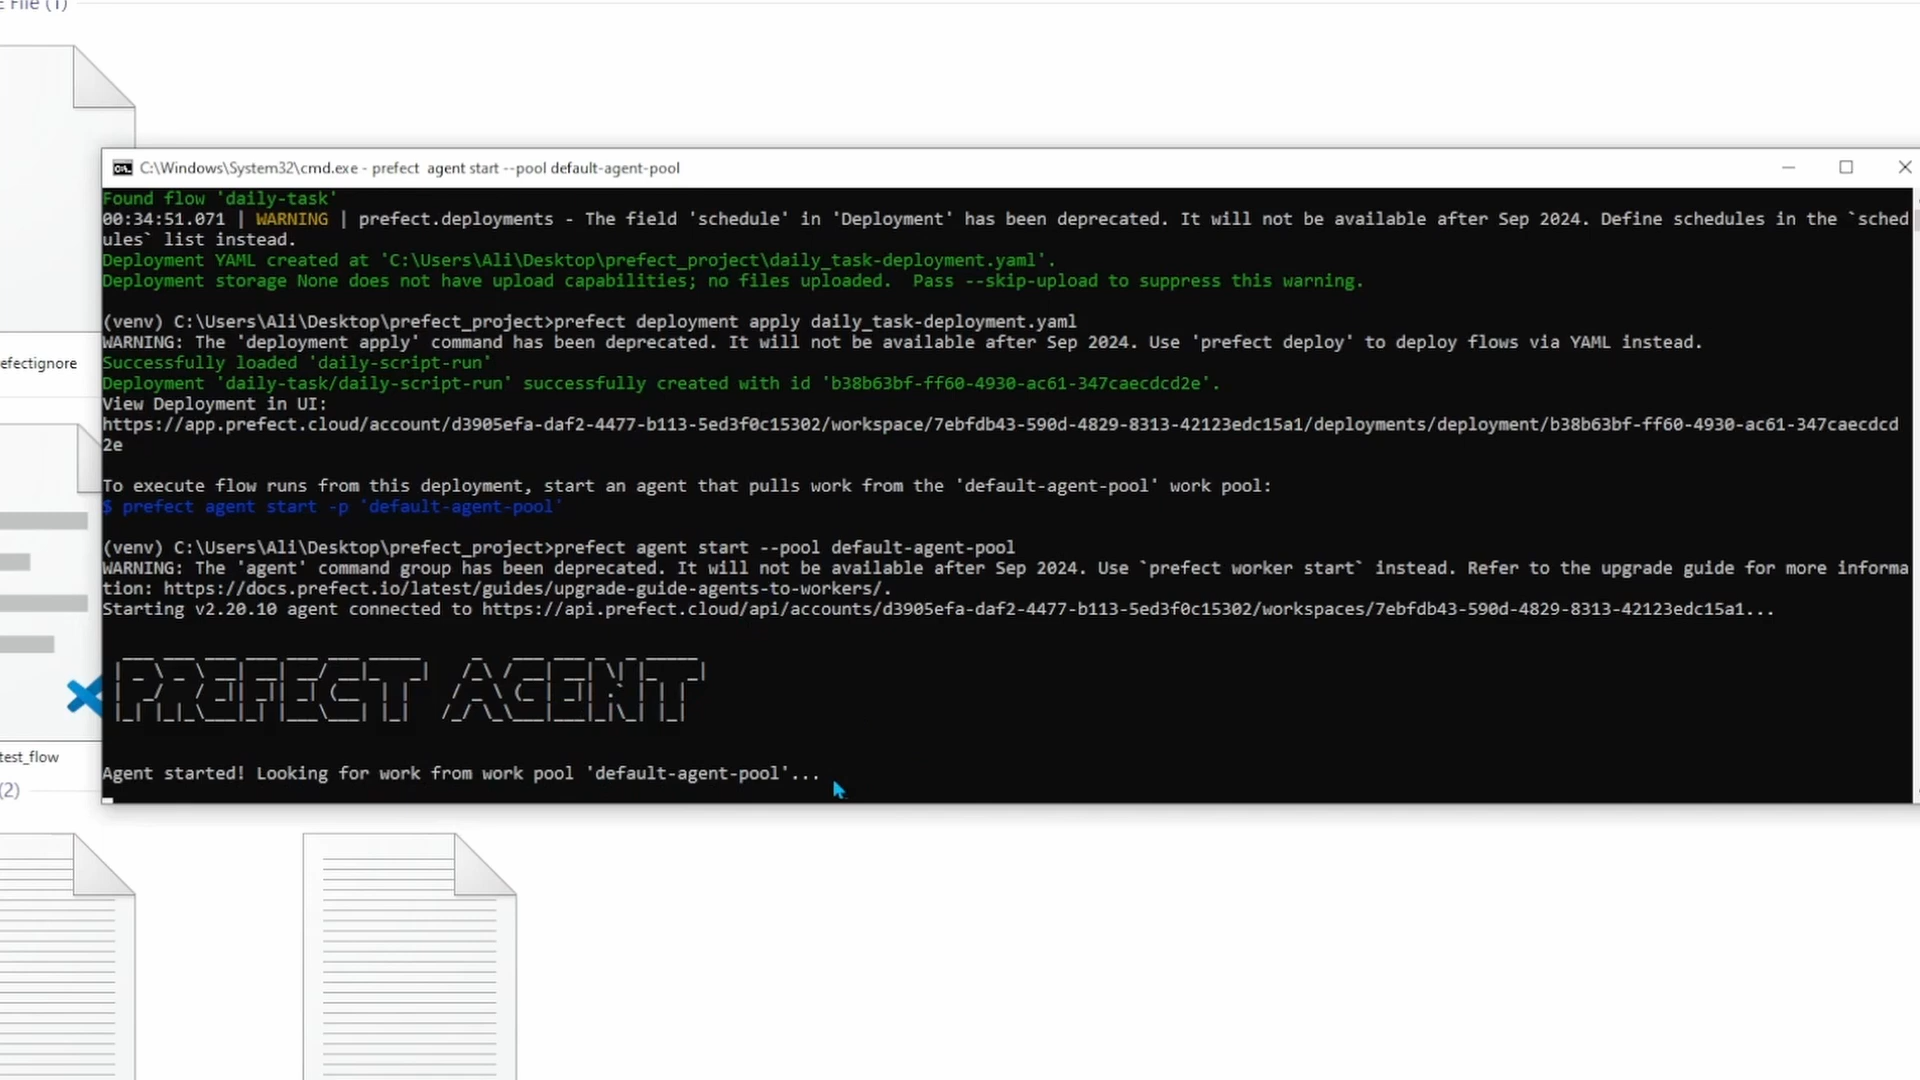 E File (1)
C:\Windows\System32\cmd.exe - prefect  agent start --pool default-agent-pool
Found flow 'daily-task'
00:34:51.071 | WARNING | prefect.deployments - The field 'schedule' in 'Deployment' has been deprecated. It will not be available after Sep 2024. Define schedules in the `sched
ules` list instead.
Deployment YAML created at 'C:\Users\Ali\Desktop\prefect_project\daily_task-deployment.yaml'.
Deployment storage None does not have upload capabilities; no files uploaded.  Pass --skip-upload to suppress this warning.
(venv) C:\Users\Ali\Desktop\prefect_project>prefect deployment apply daily_task-deployment.yaml
WARNING: The 'deployment apply' command has been deprecated. It will not be available after Sep 2024. Use 'prefect deploy' to deploy flows via YAML instead.
Successfully loaded 'daily-script-run'
efectignore
Deployment 'daily-task/daily-script-run' successfully created with id 'b38b63bf-ff60-4930-ac61-347caecdcd2e'.
View Deployment in UI:
https://app.prefect.cloud/account/d3905efa-daf2-4477-b113-5ed3f0c15302/workspace/7ebfdb43-590d-4829-8313-42123edc15a1/deployments/deployment/b38b63bf-ff60-4930-ac61-347caecdcd
2e
To execute flow runs from this deployment, start an agent that pulls work from the 'default-agent-pool' work pool:
$ prefect agent start -p 'default-agent-pool'
(venv) C:\Users\Ali\Desktop\prefect_project>prefect agent start --pool default-agent-pool
WARNING: The 'agent' command group has been deprecated. It will not be available after Sep 2024. Use `prefect worker start` instead. Refer to the upgrade guide for more informa
tion: https://docs.prefect.io/latest/guides/upgrade-guide-agents-to-workers/.
Starting v2.20.10 agent connected to https://api.prefect.cloud/api/accounts/d3905efa-daf2-4477-b113-5ed3f0c15302/workspaces/7ebfdb43-590d-4829-8313-42123edc15a1...
PREFECT AGENT
test_flow
Agent started! Looking for work from work pool 'default-agent-pool'...
(2)